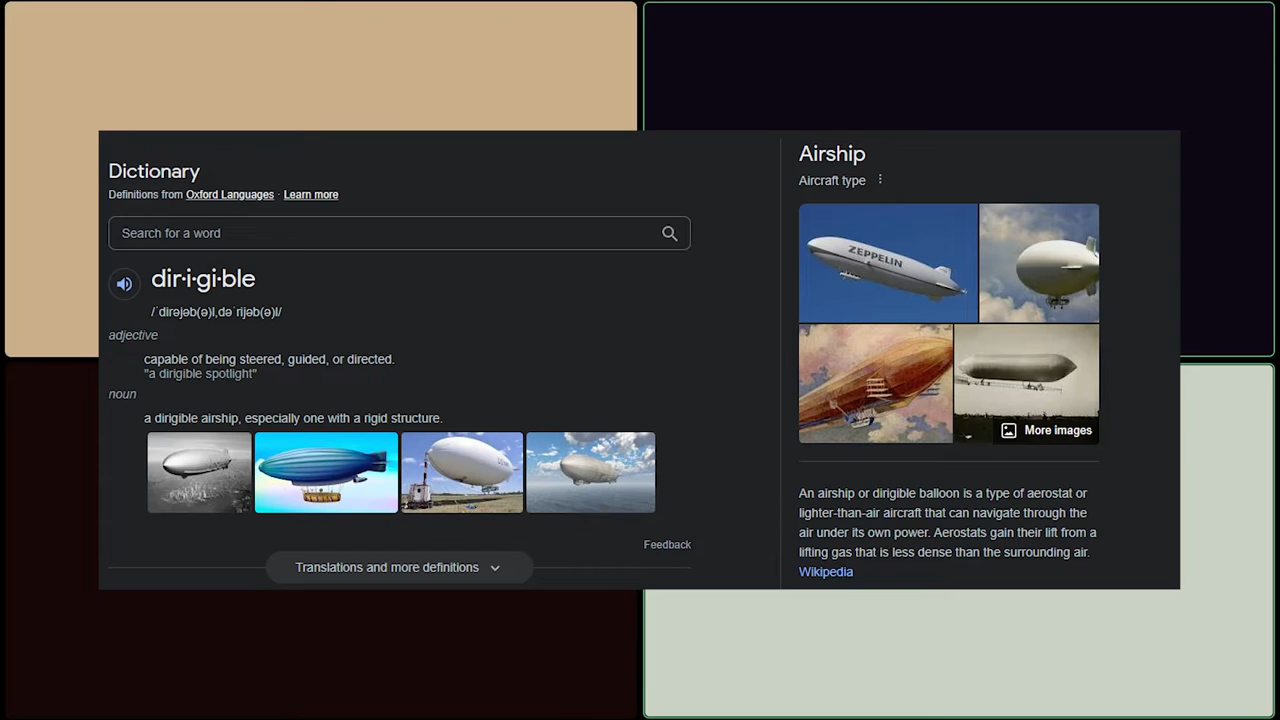 Dictionary
Definitions from Oxford Languages · Learn more
Search for a word
dir·i·gi·ble
/ˈdirəjəb(ə)l,dəˈrijəb(ə)l/
adjective
capable of being steered, guided, or directed.
"a dirigible spotlight"
noun
a dirigible airship, especially one with a rigid structure.
Feedback
Translations and more definitions
Airship
Aircraft type
ZEPPELIN
More images
An airship or dirigible balloon is a type of aerostat or
lighter-than-air aircraft that can navigate through the
air under its own power. Aerostats gain their lift from a
lifting gas that is less dense than the surrounding air.
Wikipedia